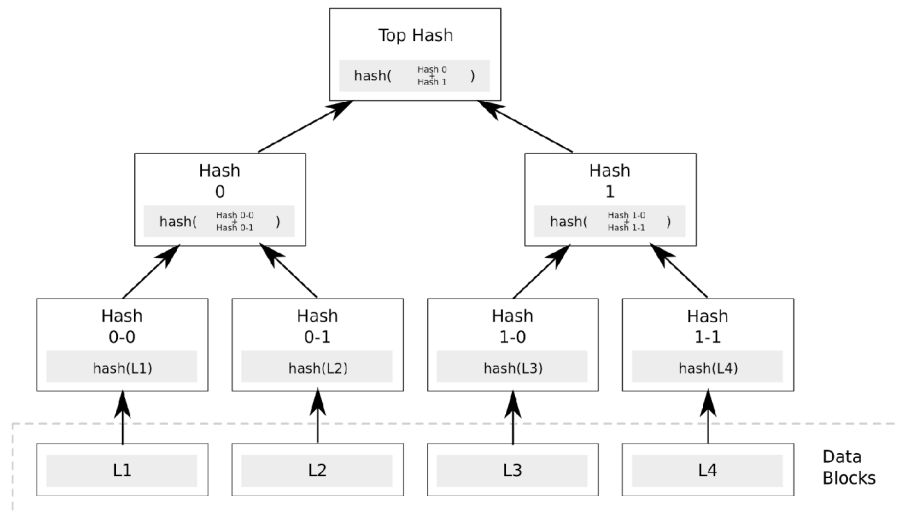 Top Hash
hash( Hash 0 + Hash 1 )
Hash
0
hash( Hash 0-0 + Hash 0-1 )
Hash
1
hash( Hash 1-0 + Hash 1-1 )
Hash
0-0
hash(L1)
Hash
0-1
hash(L2)
Hash
1-0
hash(L3)
Hash
1-1
hash(L4)
L1
L2
L3
L4
Data
Blocks